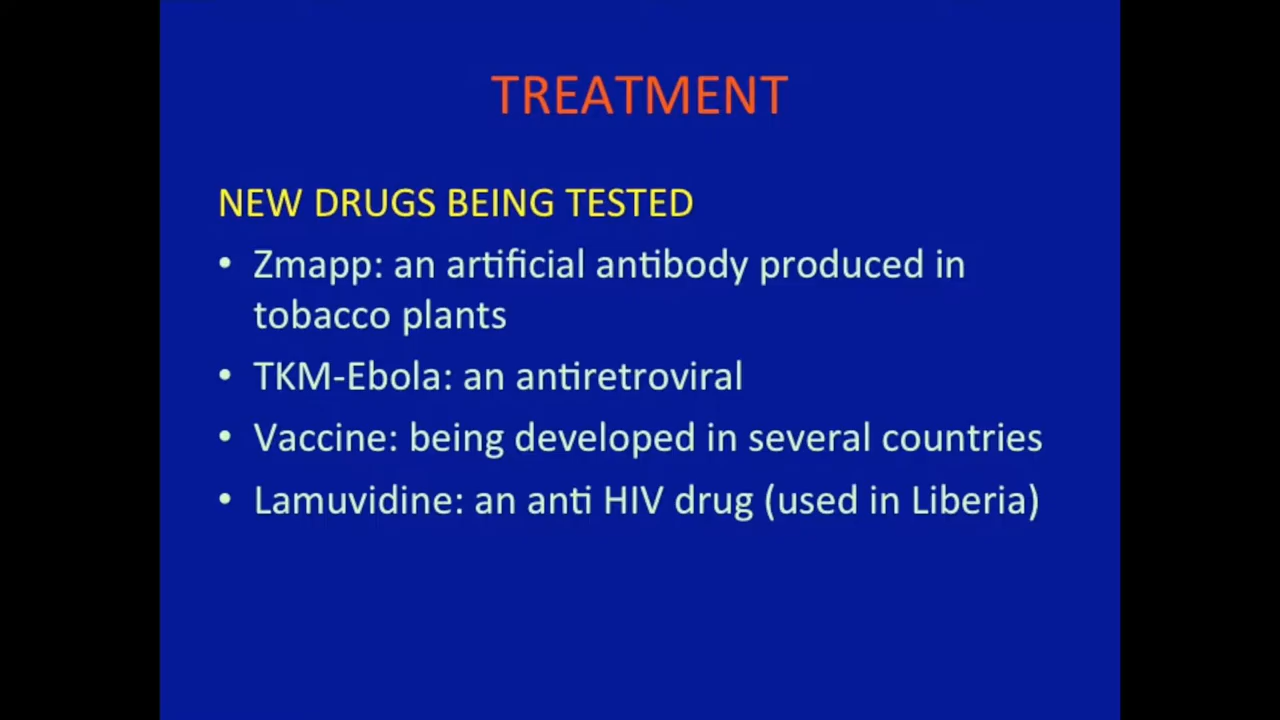 TREATMENT
NEW DRUGS BEING TESTED
• Zmapp: an artificial antibody produced in
tobacco plants
• TKM-Ebola: an antiretroviral
• Vaccine: being developed in several countries
• Lamuvidine: an anti HIV drug (used in Liberia)